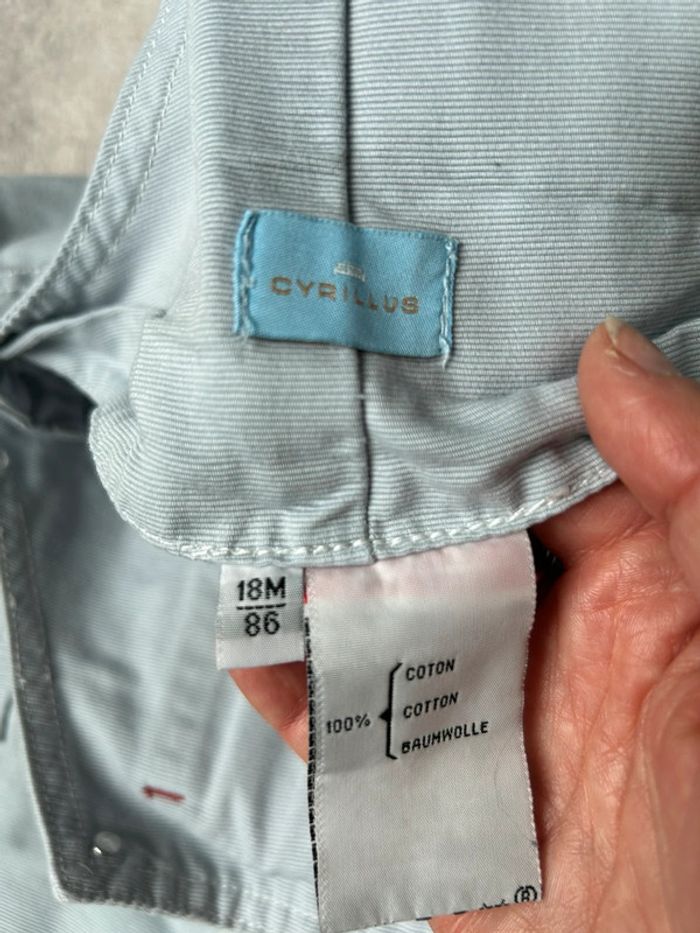 CYRILLUS
18M
86
100%
COTON
COTTON
BAUMWOLLE
®